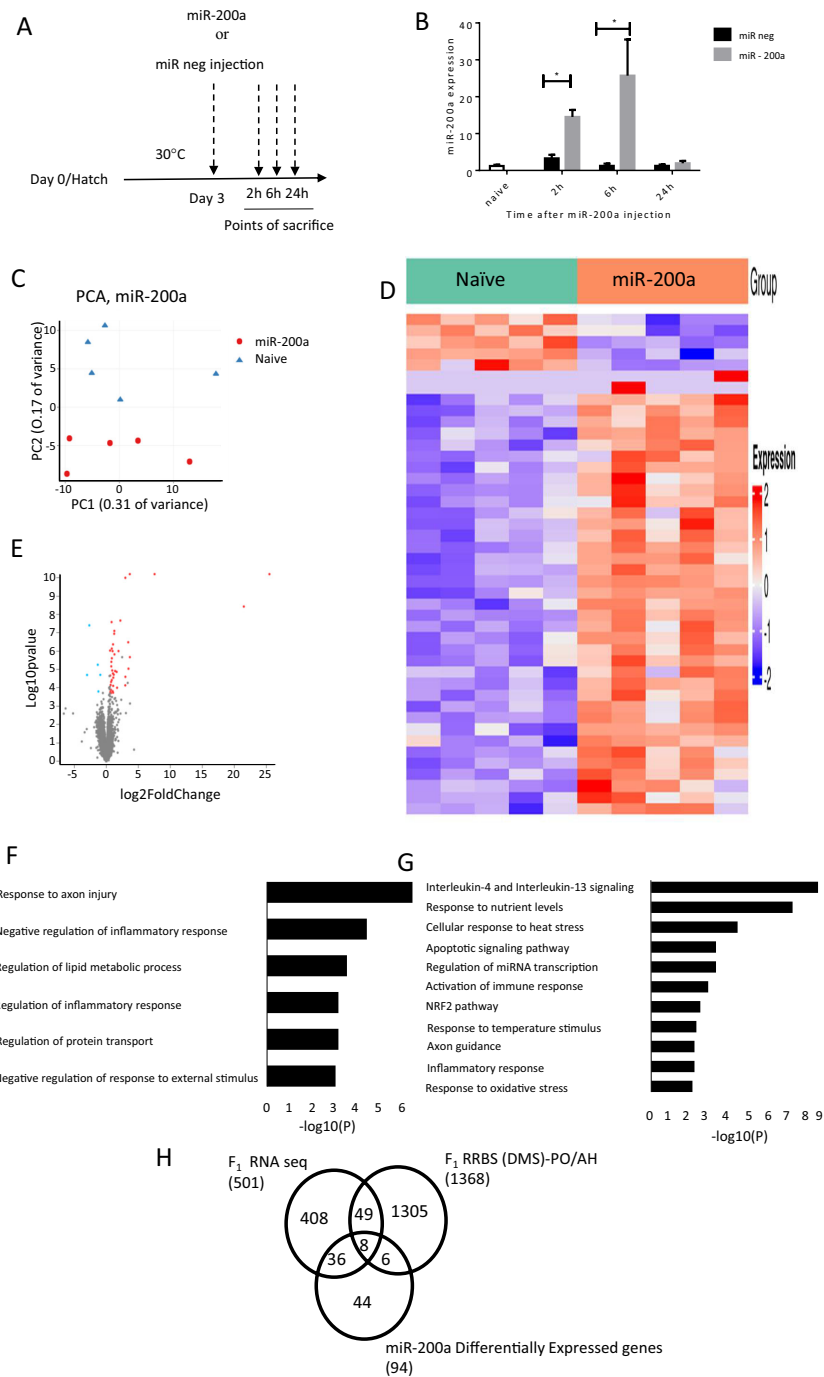 A
miR-200a
or
miR neg injection
30°C
Day 0/Hatch
Day 3
2h 6h 24h
Points of sacrifice
B
miR-200a expression
40
30
20
10
0
*
*
miR neg
miR - 200a
naive
2h
6h
24h
Time after miR-200a injection
C
PCA, miR-200a
PC2 (0.17 of variance)
10
5
0
-5
-10
0
10
PC1 (0.31 of variance)
miR-200a
Naive
D
Naïve
miR-200a
Group
Expression
2
1
0
-1
-2
E
Log10pvalue
10
9
8
7
6
5
4
3
2
1
0
-5
0
5
10
15
20
25
log2FoldChange
F
Response to axon injury
Negative regulation of inflammatory response
Regulation of lipid metabolic process
Regulation of inflammatory response
Regulation of protein transport
Negative regulation of response to external stimulus
0 1 2 3 4 5 6
-log10(P)
G
Interleukin-4 and Interleukin-13 signaling
Response to nutrient levels
Cellular response to heat stress
Apoptotic signaling pathway
Regulation of miRNA transcription
Activation of immune response
NRF2 pathway
Response to temperature stimulus
Axon guidance
Inflammatory response
Response to oxidative stress
0 1 2 3 4 5 6 7 8 9
-log10(P)
H
F1 RNA seq
(501)
F1 RRBS (DMS)-PO/AH
(1368)
408
49
1305
8
36
6
44
miR-200a Differentially Expressed genes
(94)